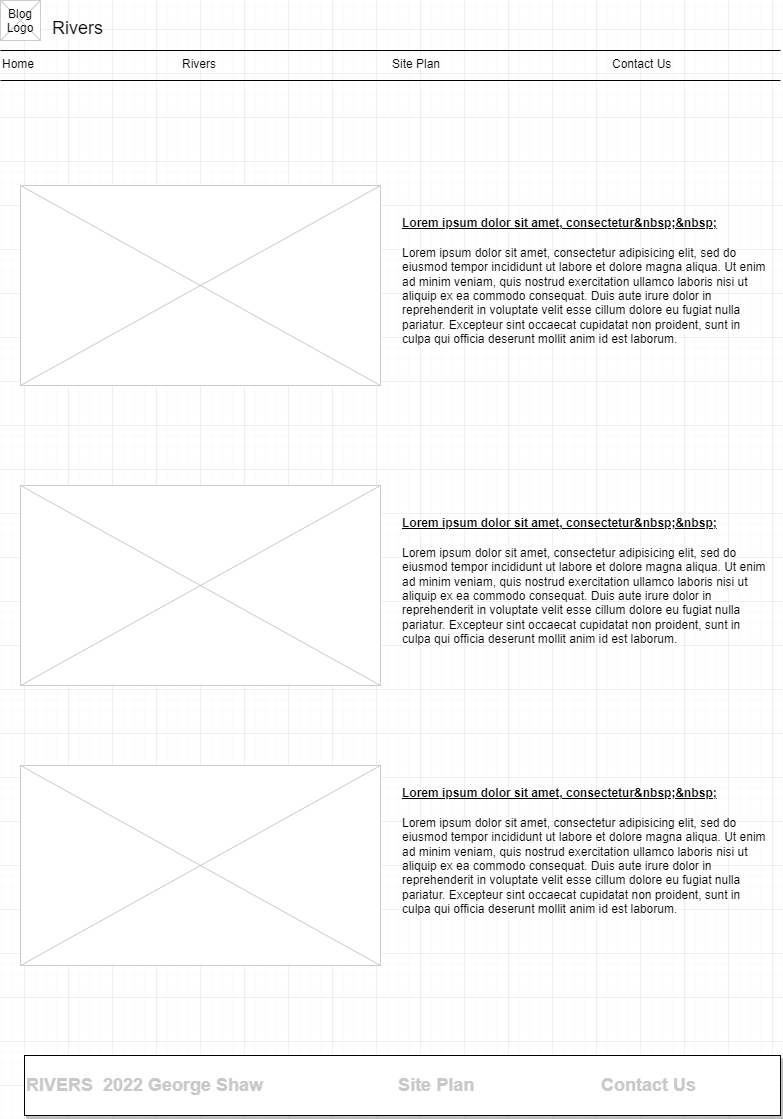 Blog
Logo
Rivers
Home Rivers Site Plan Contact Us
Lorem ipsum dolor sit amet, consectetur&nbsp;&nbsp;
Lorem ipsum dolor sit amet, consectetur adipisicing elit, sed do
eiusmod tempor incididunt ut labore et dolore magna aliqua. Ut enim
ad minim veniam, quis nostrud exercitation ullamco laboris nisi ut
aliquip ex ea commodo consequat. Duis aute irure dolor in
reprehenderit in voluptate velit esse cillum dolore eu fugiat nulla
pariatur. Excepteur sint occaecat cupidatat non proident, sunt in
culpa qui officia deserunt mollit anim id est laborum.
Lorem ipsum dolor sit amet, consectetur&nbsp;&nbsp;
Lorem ipsum dolor sit amet, consectetur adipisicing elit, sed do
eiusmod tempor incididunt ut labore et dolore magna aliqua. Ut enim
ad minim veniam, quis nostrud exercitation ullamco laboris nisi ut
aliquip ex ea commodo consequat. Duis aute irure dolor in
reprehenderit in voluptate velit esse cillum dolore eu fugiat nulla
pariatur. Excepteur sint occaecat cupidatat non proident, sunt in
culpa qui officia deserunt mollit anim id est laborum.
Lorem ipsum dolor sit amet, consectetur&nbsp;&nbsp;
Lorem ipsum dolor sit amet, consectetur adipisicing elit, sed do
eiusmod tempor incididunt ut labore et dolore magna aliqua. Ut enim
ad minim veniam, quis nostrud exercitation ullamco laboris nisi ut
aliquip ex ea commodo consequat. Duis aute irure dolor in
reprehenderit in voluptate velit esse cillum dolore eu fugiat nulla
pariatur. Excepteur sint occaecat cupidatat non proident, sunt in
culpa qui officia deserunt mollit anim id est laborum.
RIVERS 2022 George Shaw Site Plan Contact Us